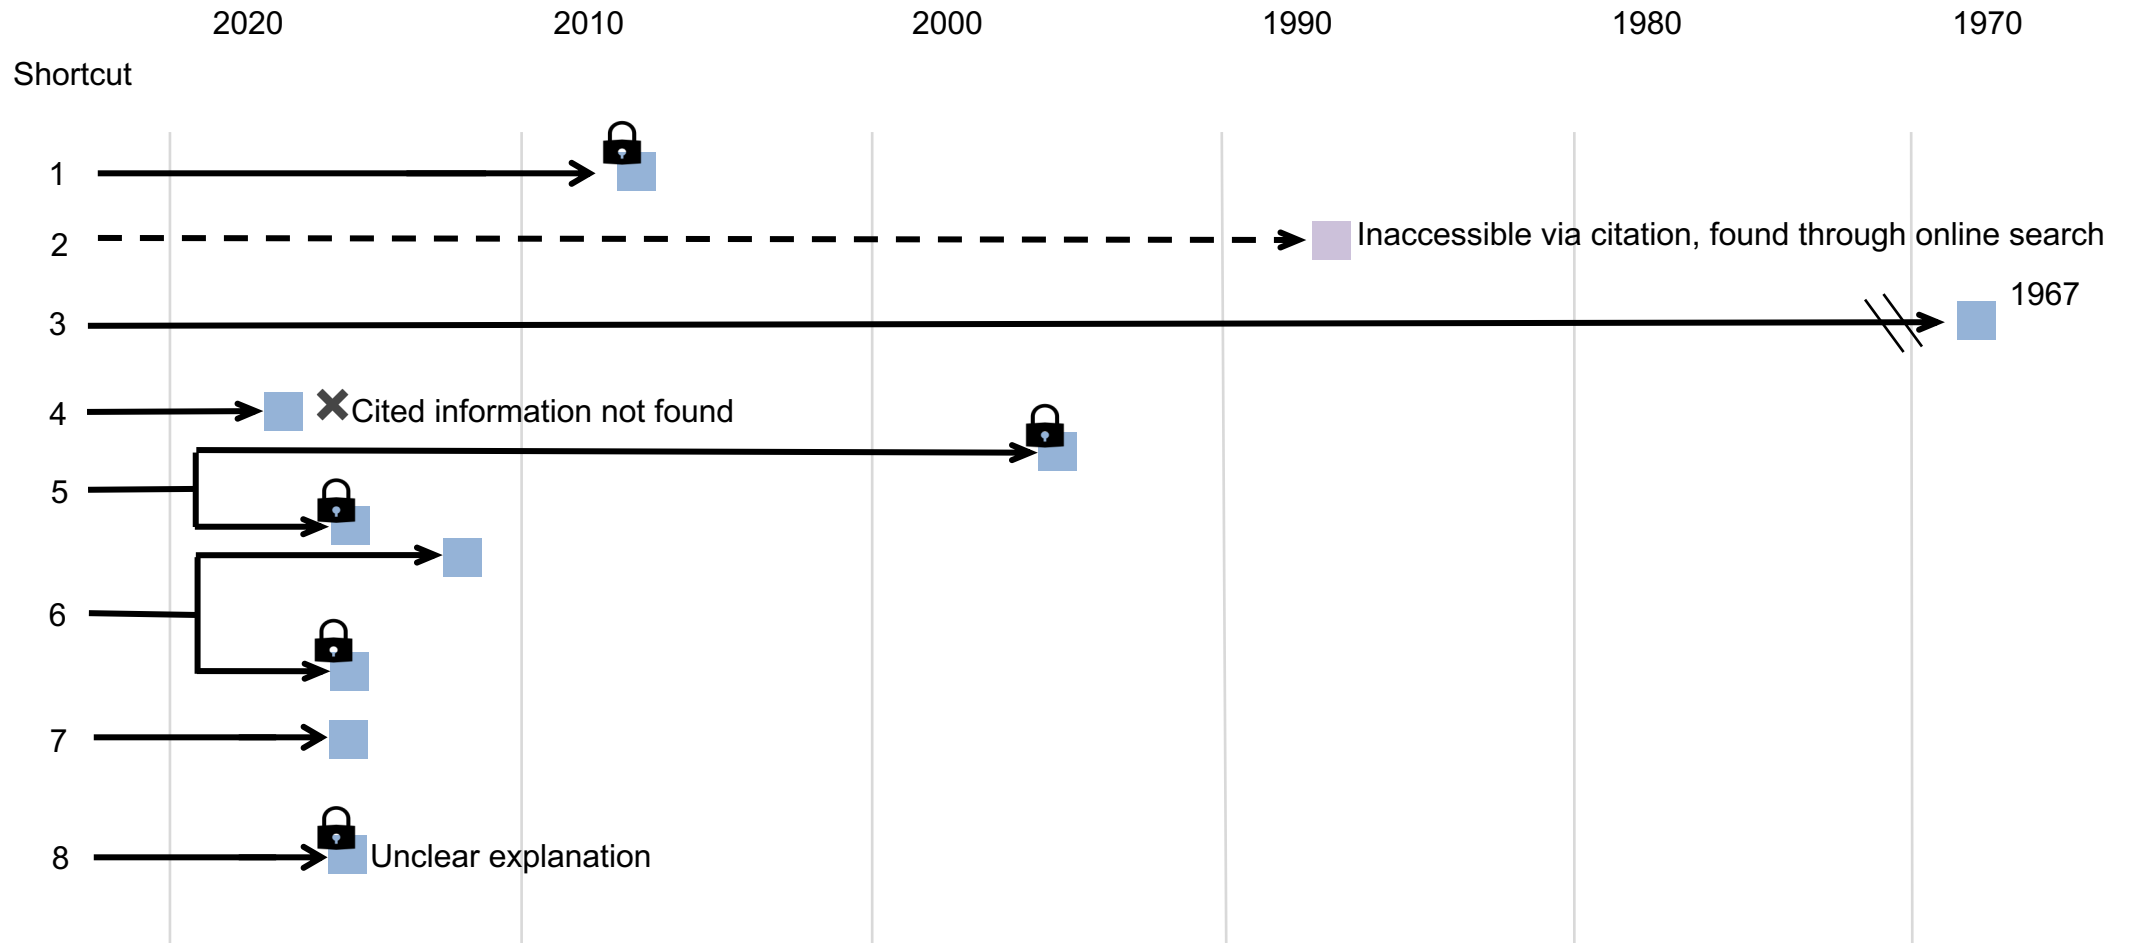 2020 2010 2000 1990 1980 1970
Shortcut
1
2 Inaccessible via citation, found through online search
1967
3
4 Cited information not found
5
6
7
8 Unclear explanation